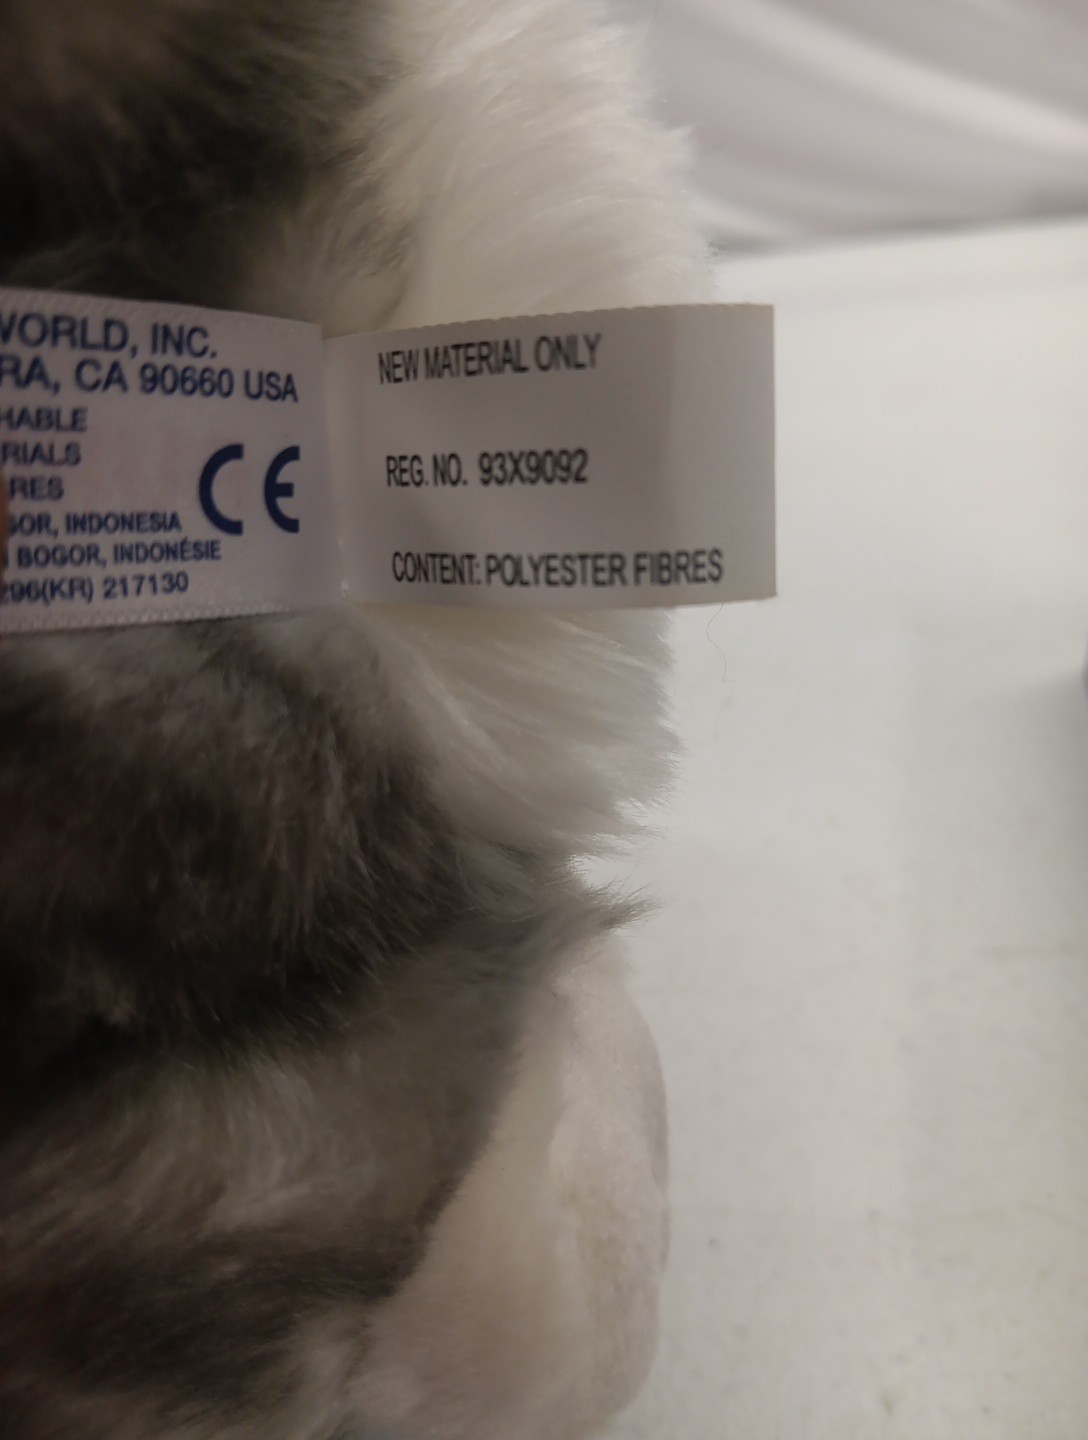 WORLD, INC.
RA, CA 90660 USA
HABLE
RIALS
RES
CE
GOR, INDONESIA
BOGOR, INDONÉSIE
296(KR) 217130
NEW MATERIAL ONLY
REG. NO. 93X9092
CONTENT: POLYESTER FIBRES